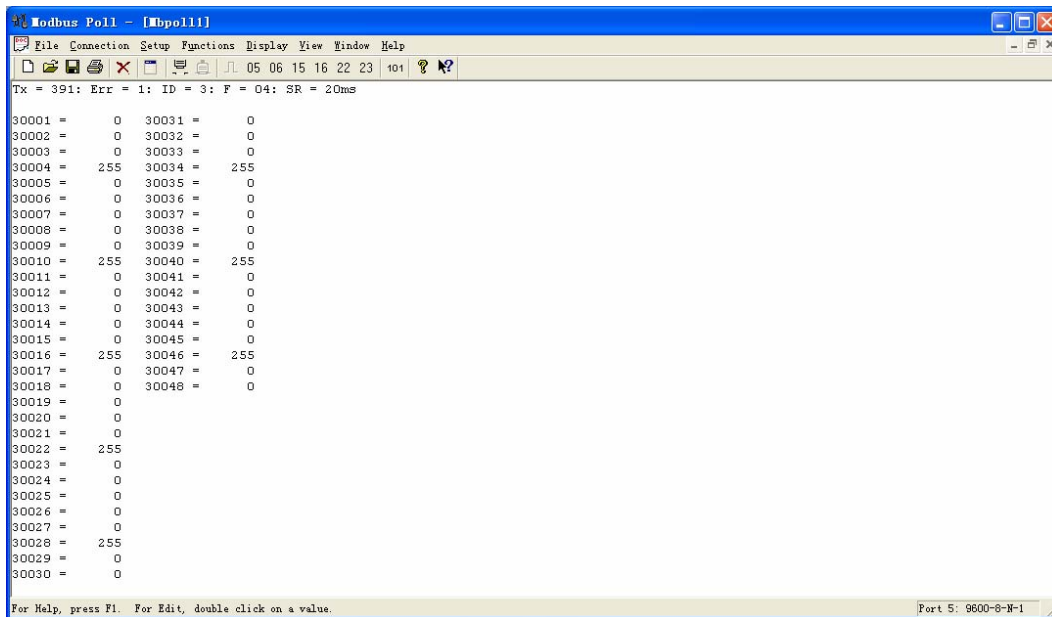 Modbus Poll - [Mbpoll1]
File Connection Setup Functions Display View Window Help
05 06 15 16 22 23 101
Tx = 391: Err = 1: ID = 3: F = 04: SR = 20ms
30001 = 0 30031 = 0
30002 = 0 30032 = 0
30003 = 0 30033 = 0
30004 = 255 30034 = 255
30005 = 0 30035 = 0
30006 = 0 30036 = 0
30007 = 0 30037 = 0
30008 = 0 30038 = 0
30009 = 0 30039 = 0
30010 = 255 30040 = 255
30011 = 0 30041 = 0
30012 = 0 30042 = 0
30013 = 0 30043 = 0
30014 = 0 30044 = 0
30015 = 0 30045 = 0
30016 = 255 30046 = 255
30017 = 0 30047 = 0
30018 = 0 30048 = 0
30019 = 0
30020 = 0
30021 = 0
30022 = 255
30023 = 0
30024 = 0
30025 = 0
30026 = 0
30027 = 0
30028 = 255
30029 = 0
30030 = 0
For Help, press F1. For Edit, double click on a value. Port 5: 9600-8-N-1